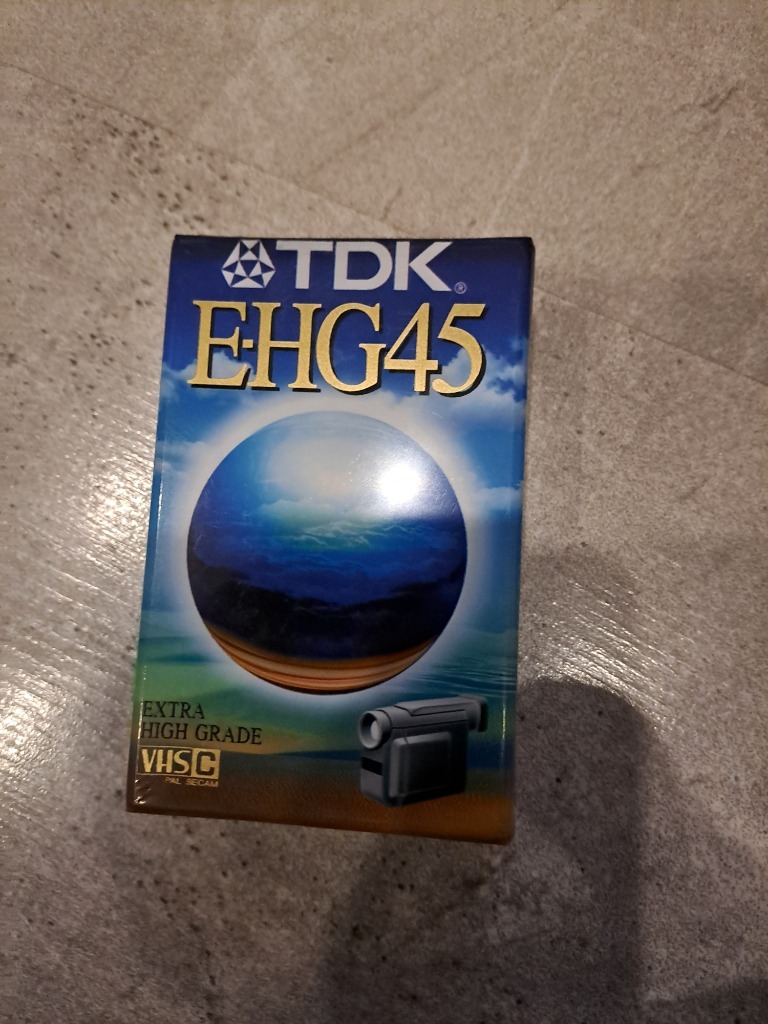 TDK®
E-HG45
EXTRA
HIGH GRADE
VHS C
PAL SECAM